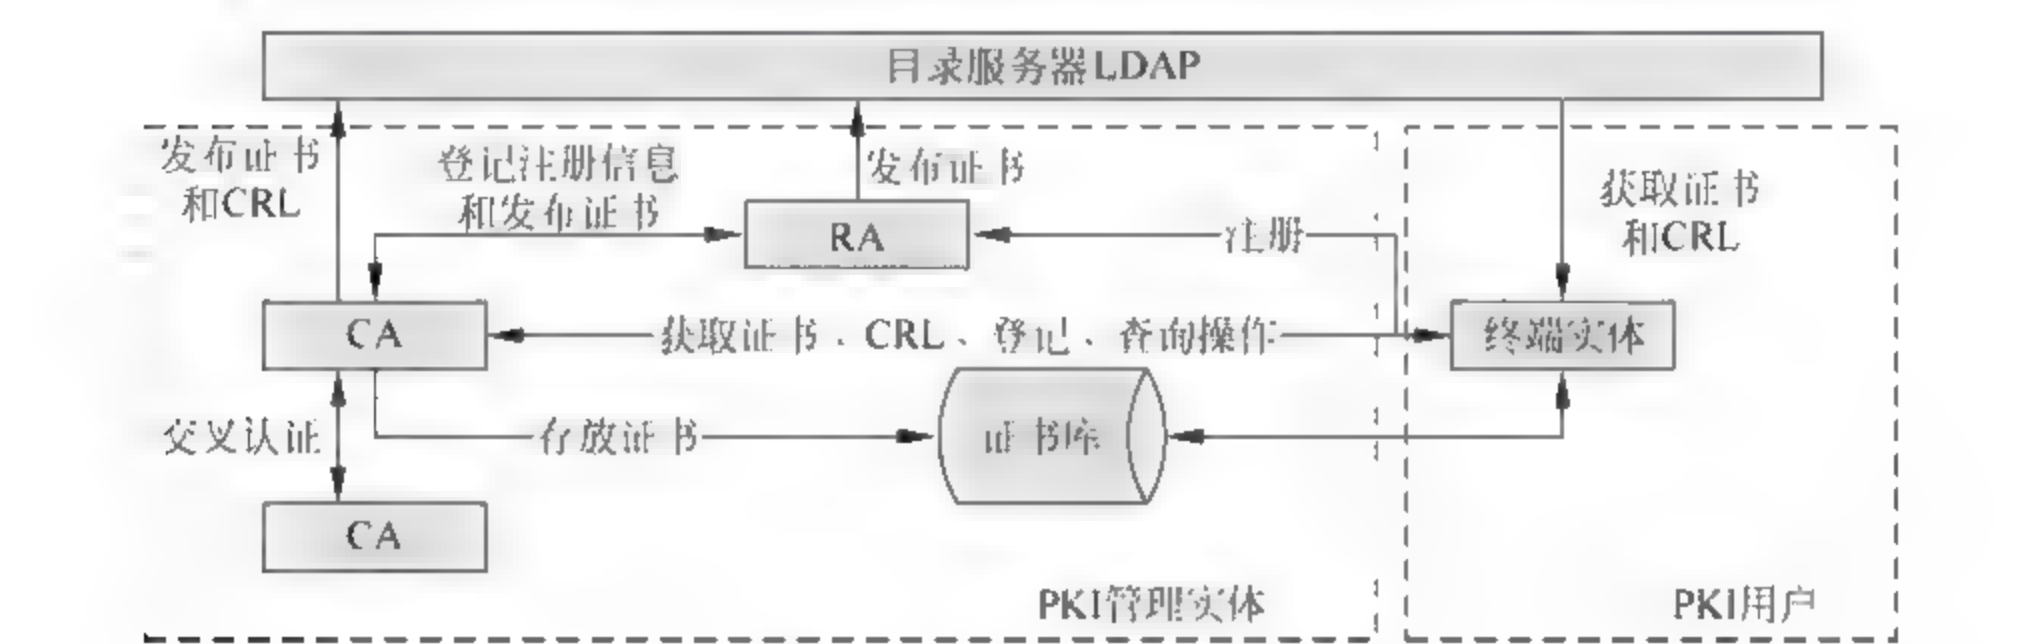 目录服务器LDAP
发布证书
和CRL
登记注册信息
和发布证书
发布证书
获取证书
和CRL
RA
注册
CA
获取证书、CRL、登记、查询操作
终端实体
交叉认证
存放证书
证书库
CA
PKI管理实体
PKI用户